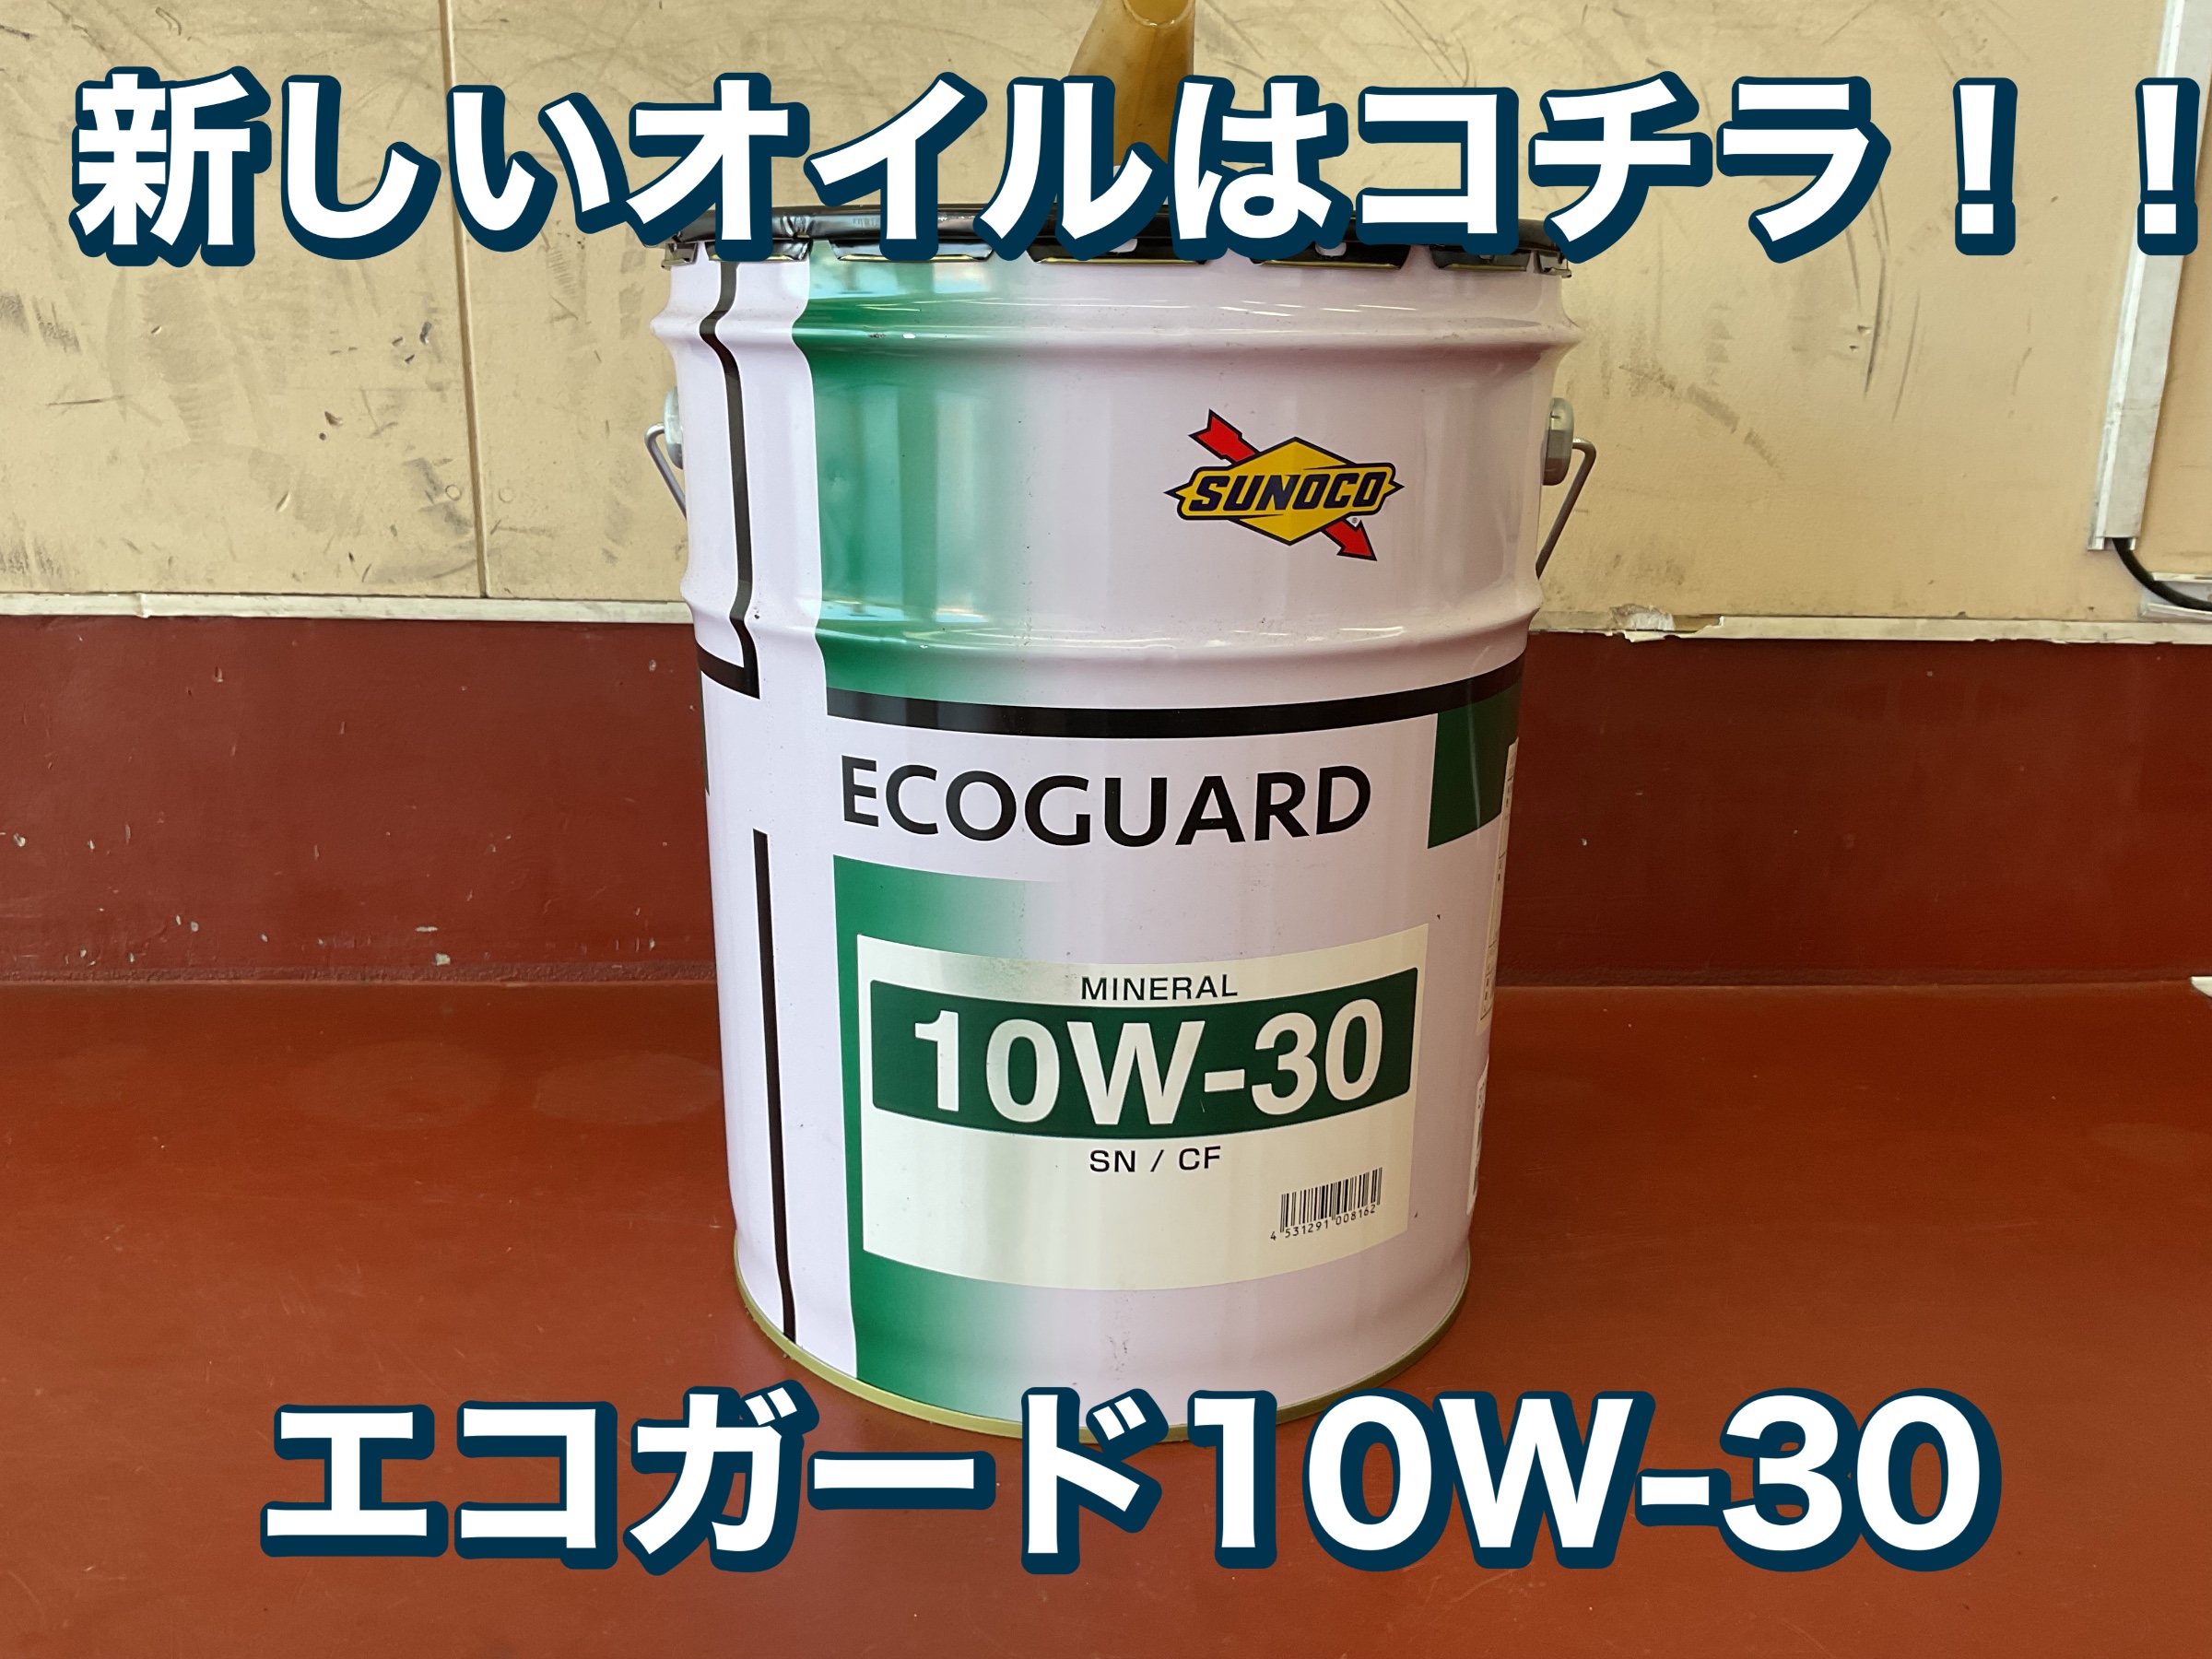 新しいオイルはコチラ！！
SUNOCO
ECOGUARD
MINERAL
10W-30
SN / CF
4 531291 008162
エコガード10W-30